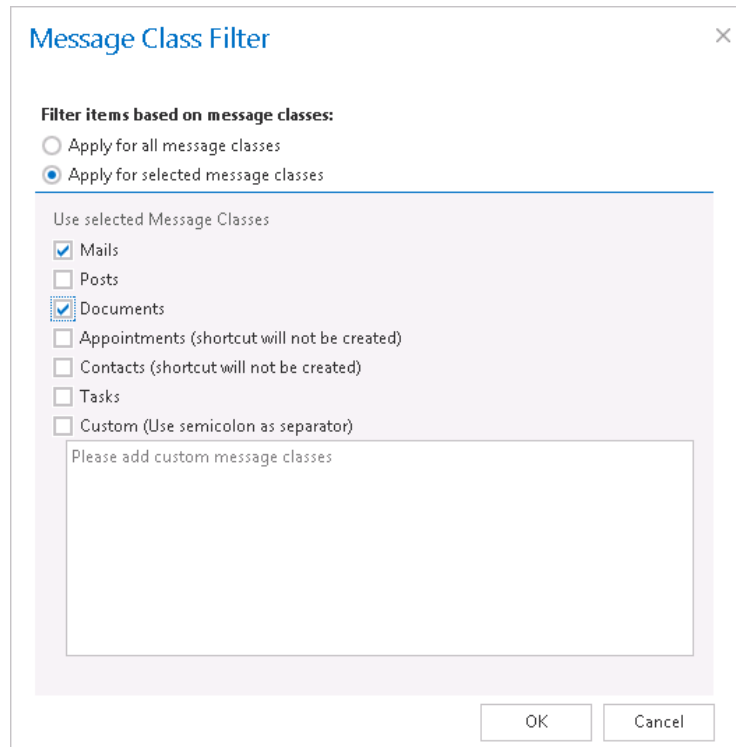 Message Class Filter
Filter items based on message classes:
Apply for all message classes
Apply for selected message classes
Use selected Message Classes
Mails
Posts
Documents
Appointments (shortcut will not be created)
Contacts (shortcut will not be created)
Tasks
Custom (Use semicolon as separator)
Please add custom message classes
OK Cancel